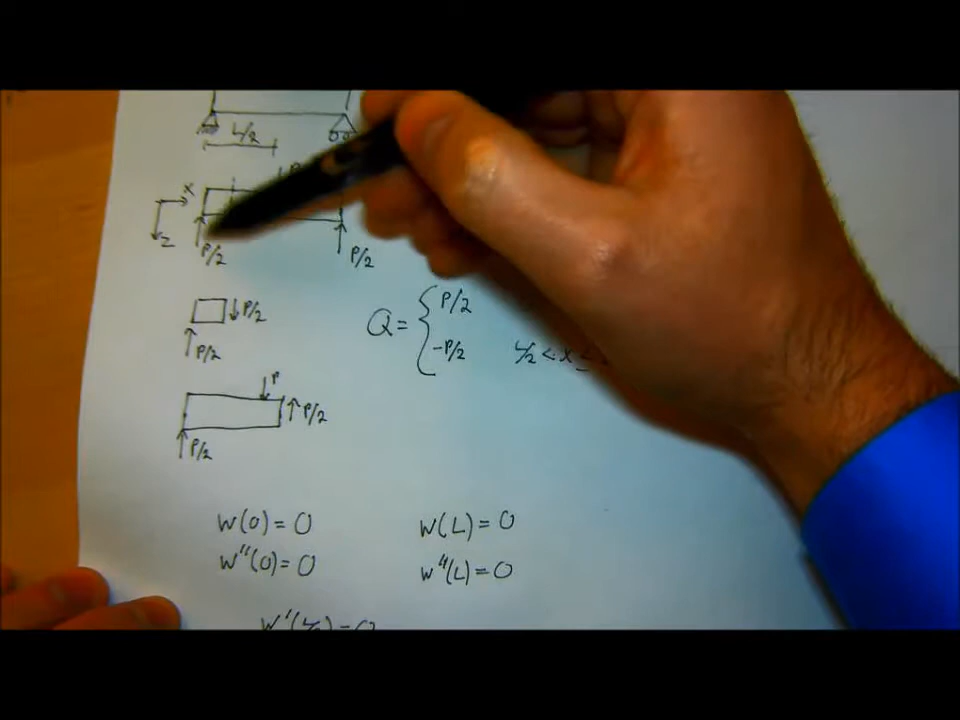 L/2
X
Z
P/2
P/2
P/2
P/2
Q = { P/2
-P/2 L/2 < x ≤
P
P/2
P/2
W(0) = 0 W(L) = 0
W''(0) = 0 W''(L) = 0